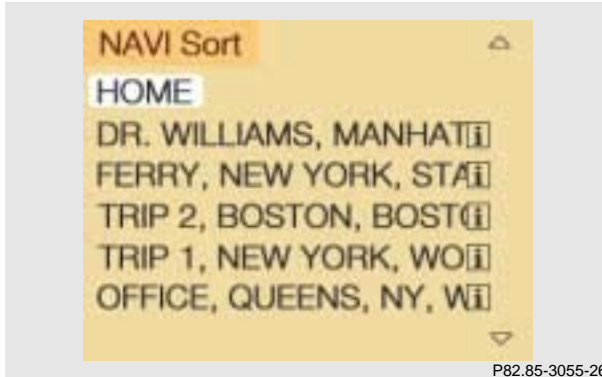 NAVI Sort
HOME
DR. WILLIAMS, MANHAT
FERRY, NEW YORK, STA
TRIP 2, BOSTON, BOST
TRIP 1, NEW YORK, WO
OFFICE, QUEENS, NY, W
P82.85-3055-26